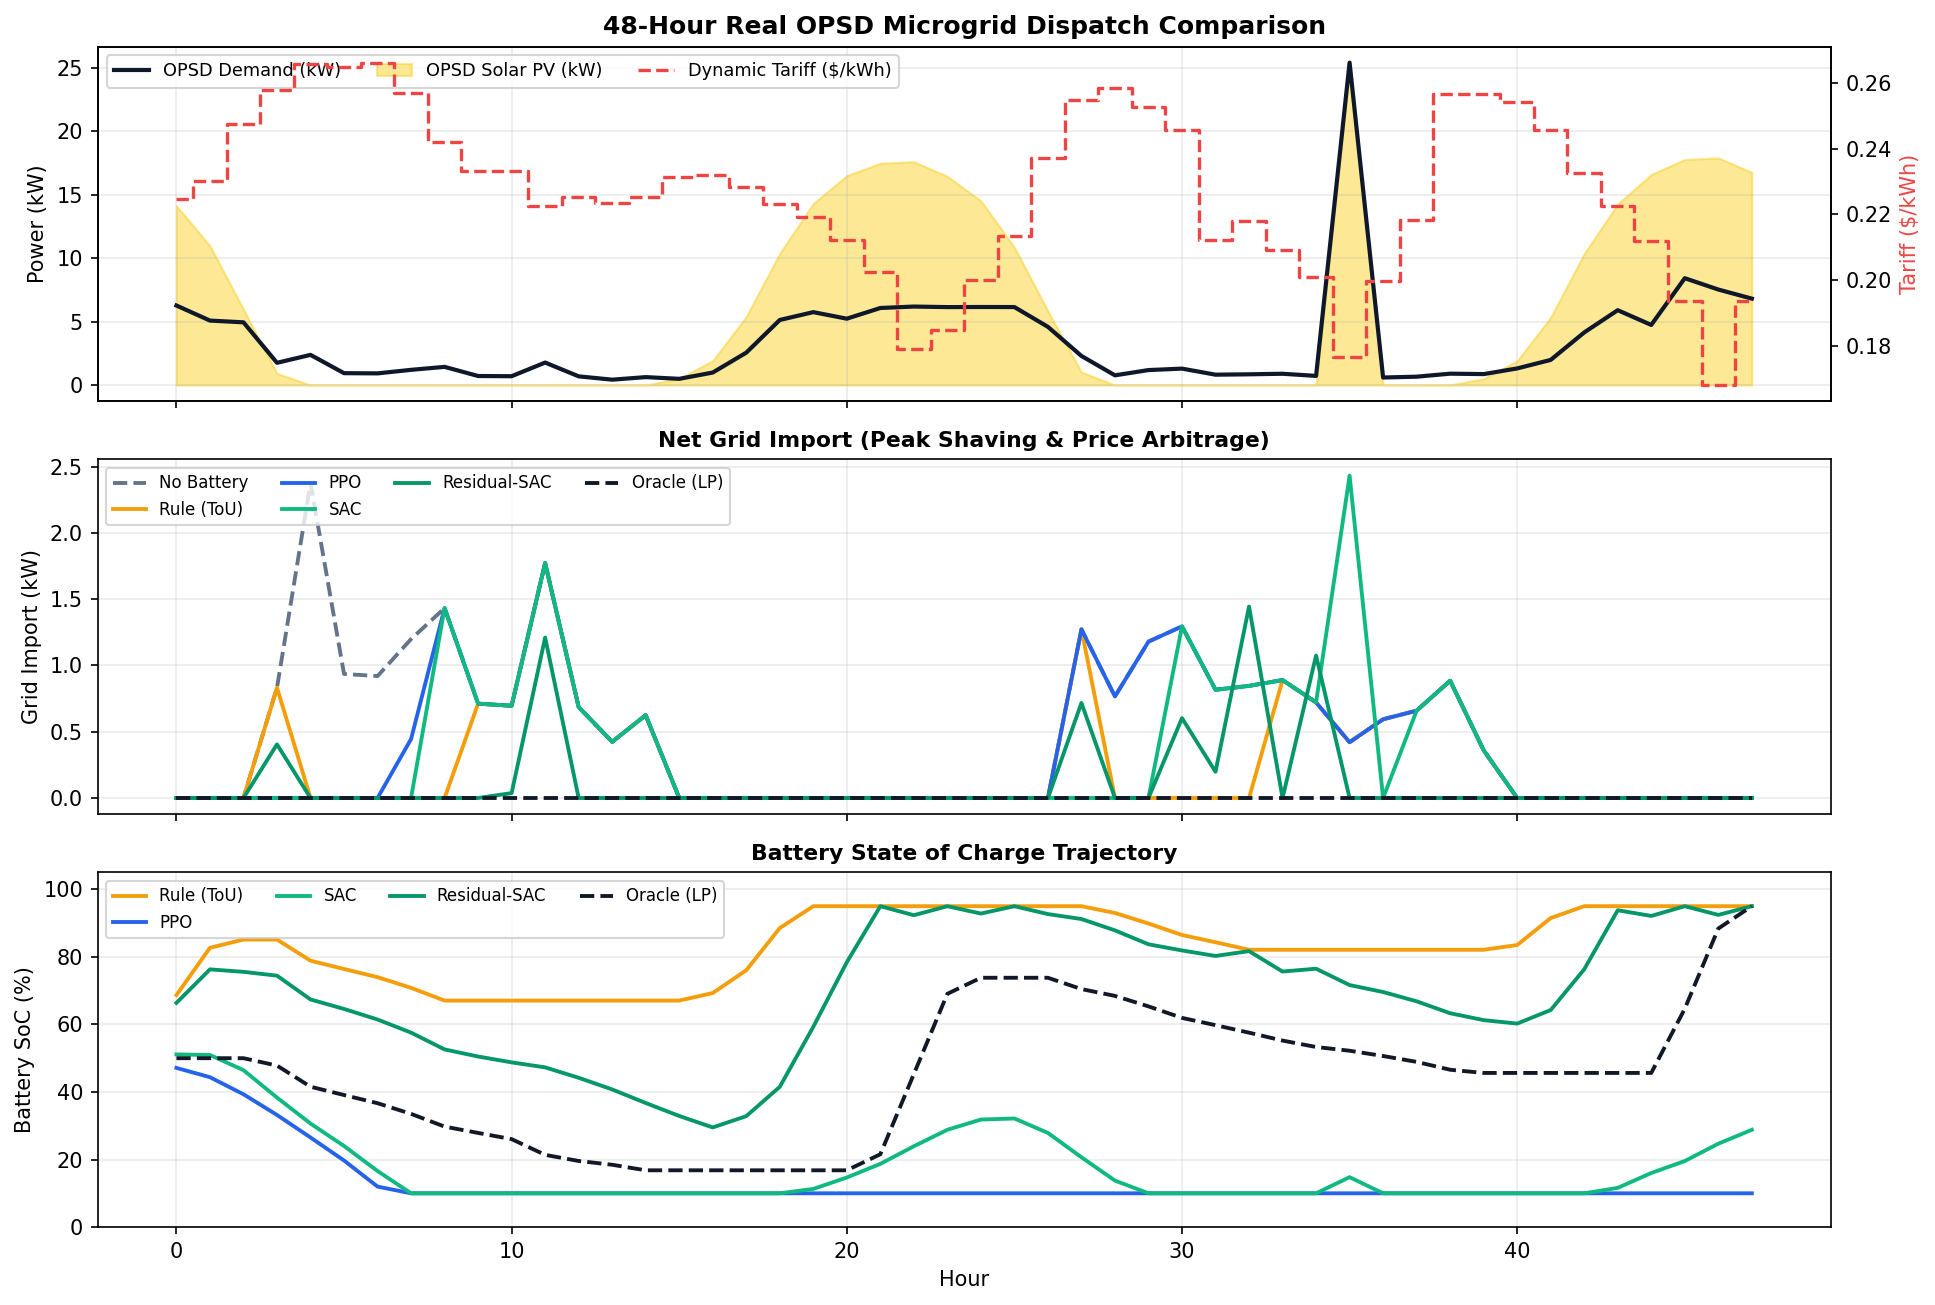 48-Hour Real OPSD Microgrid Dispatch Comparison
OPSD Demand (kW) OPSD Solar PV (kW) Dynamic Tariff ($/kWh)
Power (kW)
25
20
15
10
5
0
Tariff ($/kWh)
0.26
0.24
0.22
0.20
0.18
Net Grid Import (Peak Shaving & Price Arbitrage)
No Battery PPO Residual-SAC Oracle (LP)
Rule (ToU) SAC
Grid Import (kW)
2.5
2.0
1.5
1.0
0.5
0.0
Battery State of Charge Trajectory
Rule (ToU) SAC Residual-SAC Oracle (LP)
PPO
Battery SoC (%)
100
80
60
40
20
0
0 10 20 30 40
Hour